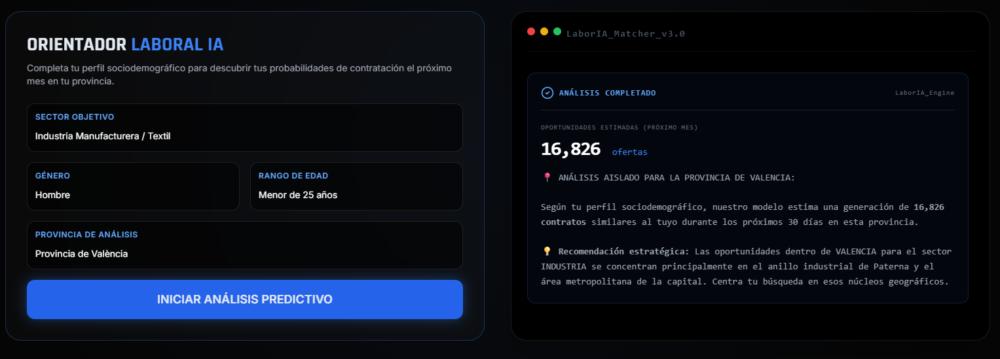 ORIENTADOR LABORAL IA
Completa tu perfil sociodemográfico para descubrir tus probabilidades de contratación el próximo
mes en tu provincia.
SECTOR OBJETIVO
Industria Manufacturera / Textil
GÉNERO
Hombre
RANGO DE EDAD
Menor de 25 años
PROVINCIA DE ANÁLISIS
Provincia de València
INICIAR ANÁLISIS PREDICTIVO
LaborIA_Matcher_v3.0
ANÁLISIS COMPLETADO
LaborIA_Engine
OPORTUNIDADES ESTIMADAS (PRÓXIMO MES)
16,826 ofertas
📍 ANÁLISIS AISLADO PARA LA PROVINCIA DE VALENCIA:
Según tu perfil sociodemográfico, nuestro modelo estima una generación de 16,826
contratos similares al tuyo durante los próximos 30 días en esta provincia.
💡 Recomendación estratégica: Las oportunidades dentro de VALENCIA para el sector
INDUSTRIA se concentran principalmente en el anillo industrial de Paterna y el
área metropolitana de la capital. Centra tu búsqueda en esos núcleos geográficos.